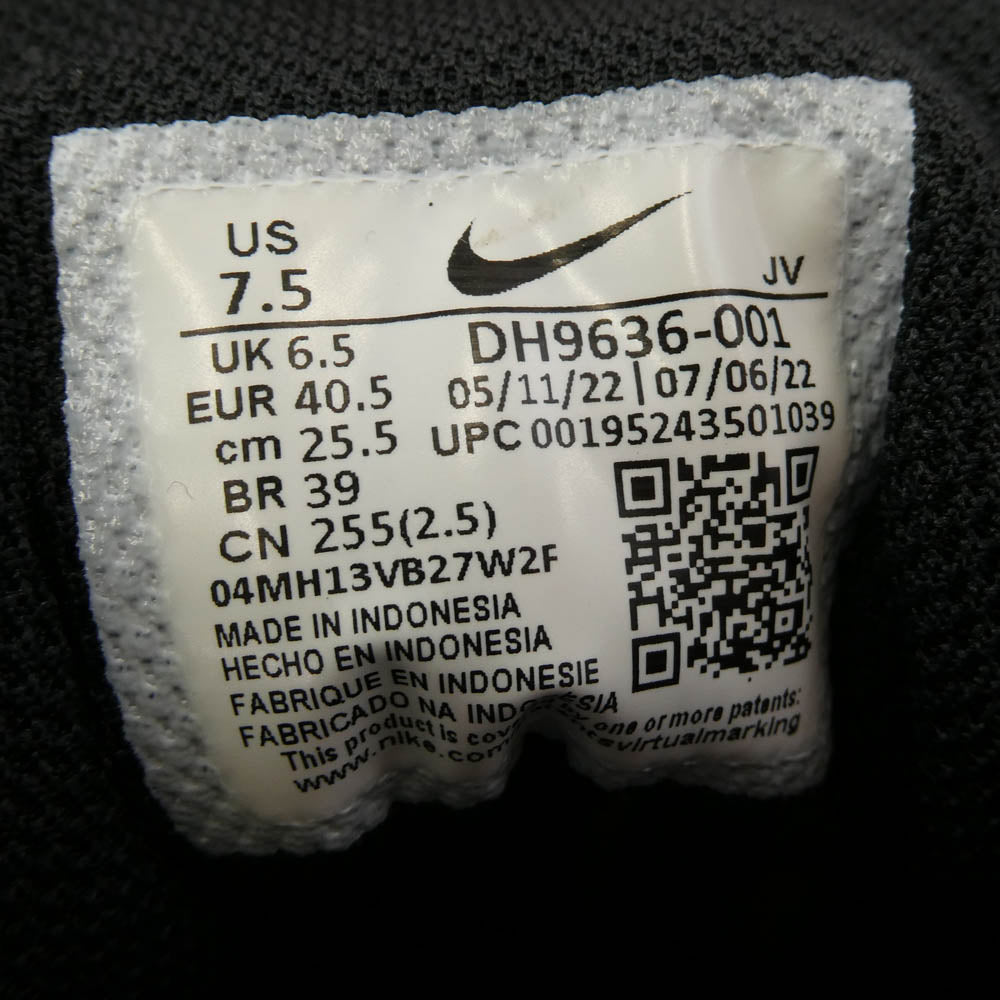 US
7.5
JV
UK 6.5
DH9636-001
EUR 40.5
05/11/22 | 07/06/22
cm 25.5
UPC 00195243501039
BR 39
CN 255(2.5)
04MH13VB27W2F
MADE IN INDONESIA
HECHO EN INDONESIA
FABRIQUE EN INDONESIE
FABRICADO NA INDONESIA
This product is one or more patents:
www.nike.com